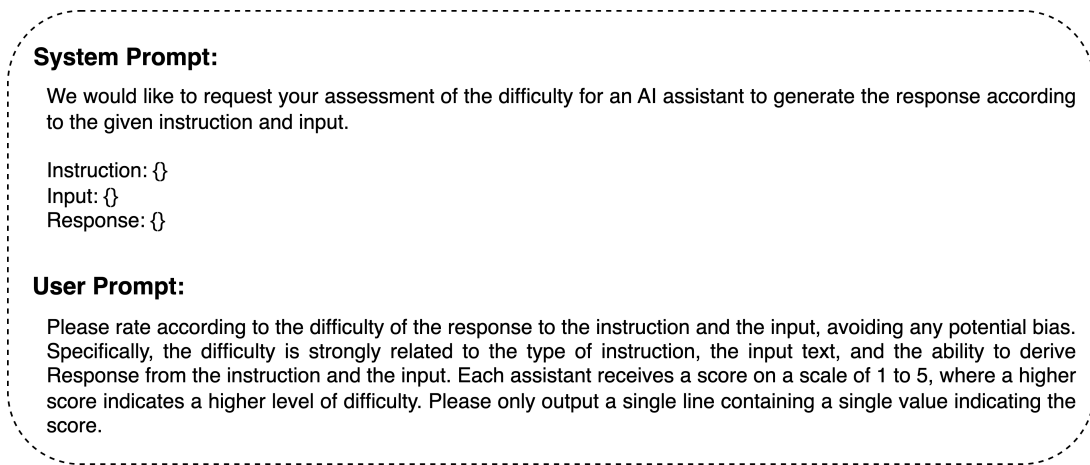 System Prompt:
We would like to request your assessment of the difficulty for an AI assistant to generate the response according
to the given instruction and input.
Instruction: {}
Input: {}
Response: {}
User Prompt:
Please rate according to the difficulty of the response to the instruction and the input, avoiding any potential bias.
Specifically, the difficulty is strongly related to the type of instruction, the input text, and the ability to derive
Response from the instruction and the input. Each assistant receives a score on a scale of 1 to 5, where a higher
score indicates a higher level of difficulty. Please only output a single line containing a single value indicating the
score.